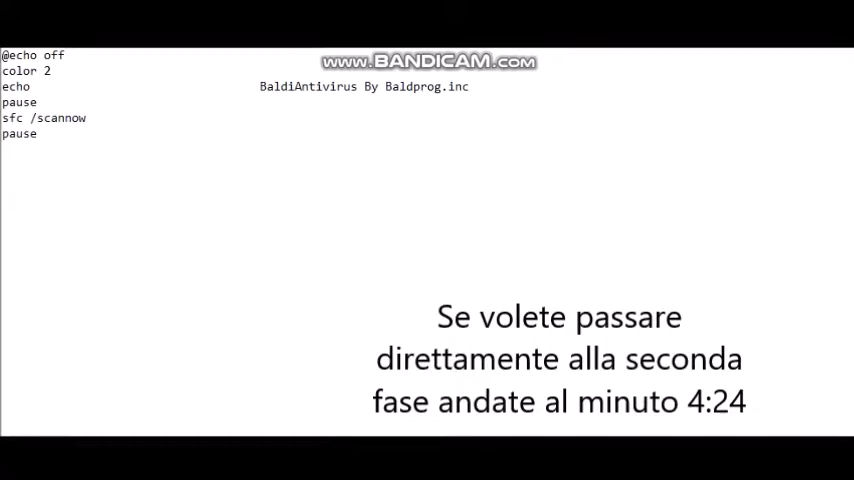 www.BANDICAM.com
@echo off
color 2
echo BaldiAntivirus By Baldprog.inc
pause
sfc /scannow
pause
Se volete passare
direttamente alla seconda
fase andate al minuto 4:24